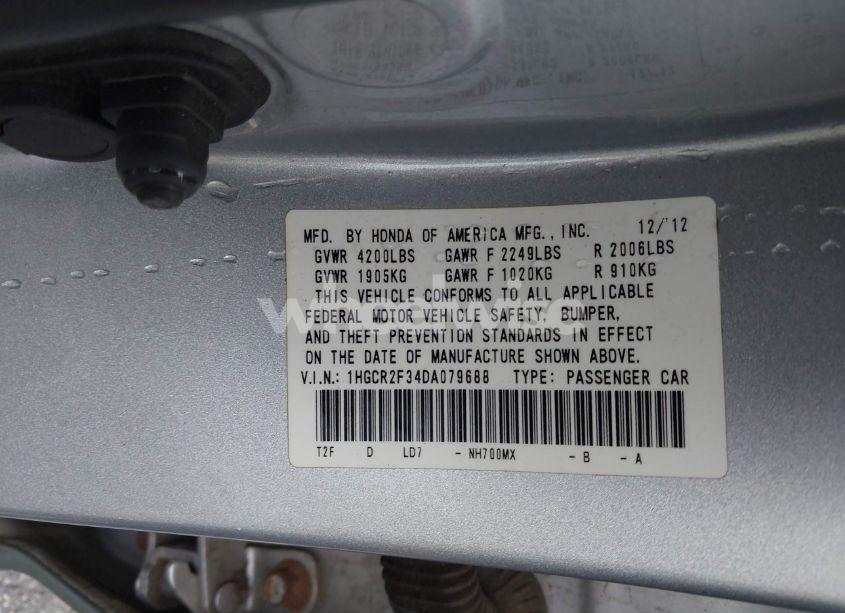 MFD. BY HONDA OF AMERICA MFG., INC. 12/'12
GVWR 4200LBS GAWR F 2249LBS R 2006LBS
GVWR 1905KG GAWR F 1020KG R 910KG
THIS VEHICLE CONFORMS TO ALL APPLICABLE
FEDERAL MOTOR VEHICLE SAFETY, BUMPER,
AND THEFT PREVENTION STANDARDS IN EFFECT
ON THE DATE OF MANUFACTURE SHOWN ABOVE.
V.I.N.: 1HGCR2F34DA079688 TYPE: PASSENGER CAR
T2F D LD7 - NH700MX - B - A